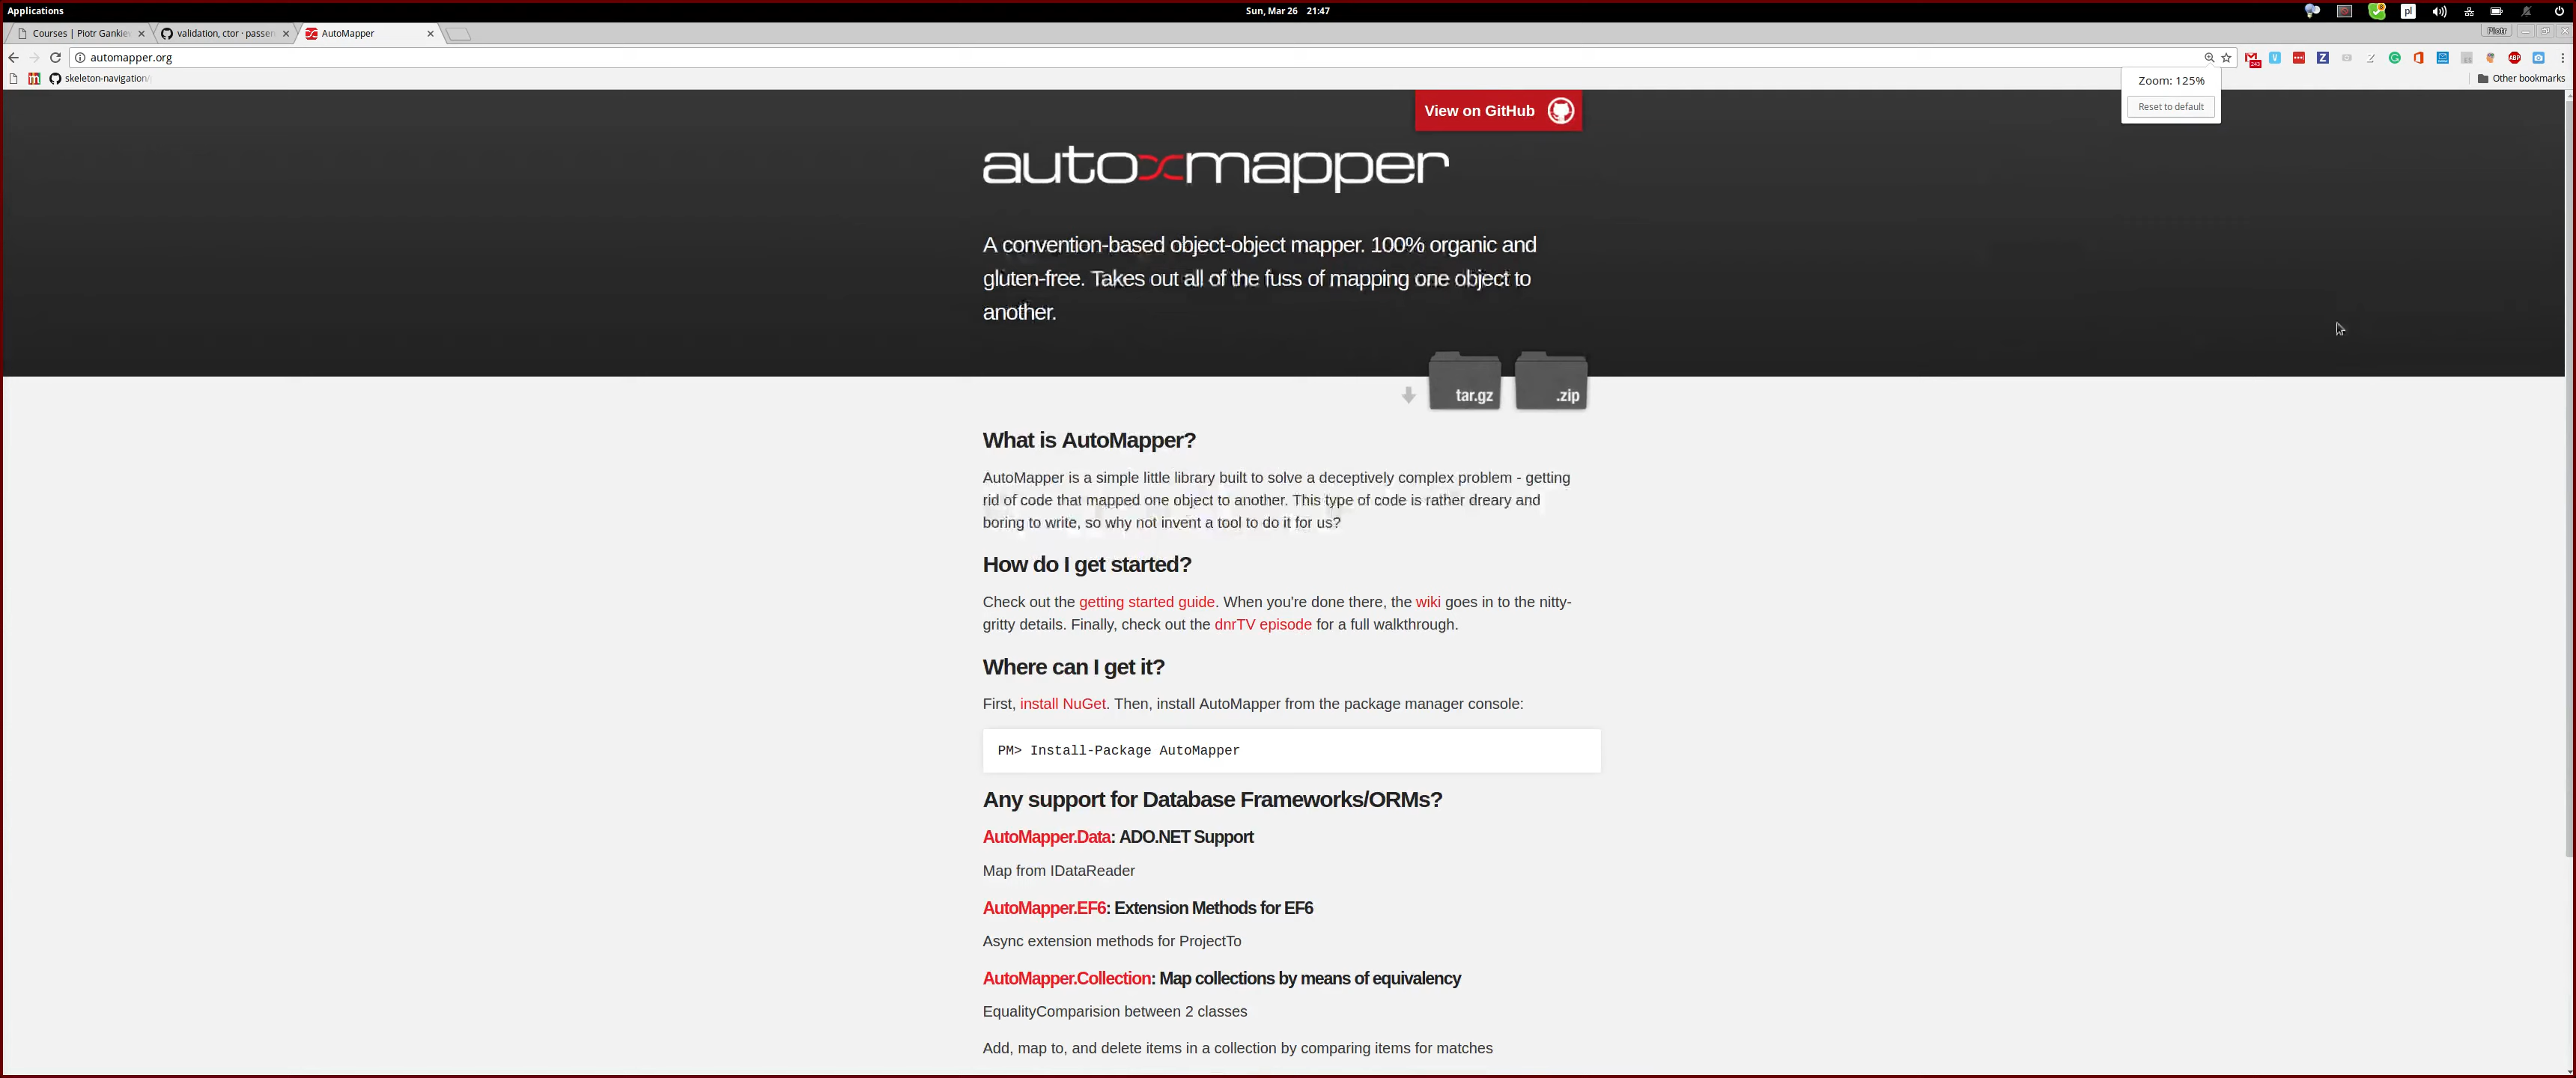 Applications
Sun, Mar 26 21:47
pl
Courses | Piotr Gankie
validation, ctor · passen
AutoMapper
Piotr
automapper.org
243
skeleton-navigation/
Other bookmarks
Zoom: 125%
Reset to default
View on GitHub
automapper
A convention-based object-object mapper. 100% organic and
gluten-free. Takes out all of the fuss of mapping one object to
another.
tar.gz
.zip
What is AutoMapper?
AutoMapper is a simple little library built to solve a deceptively complex problem - getting
rid of code that mapped one object to another. This type of code is rather dreary and
boring to write, so why not invent a tool to do it for us?
How do I get started?
Check out the getting started guide. When you're done there, the wiki goes in to the nitty-
gritty details. Finally, check out the dnrTV episode for a full walkthrough.
Where can I get it?
First, install NuGet. Then, install AutoMapper from the package manager console:
PM> Install-Package AutoMapper
Any support for Database Frameworks/ORMs?
AutoMapper.Data: ADO.NET Support
Map from IDataReader
AutoMapper.EF6: Extension Methods for EF6
Async extension methods for ProjectTo
AutoMapper.Collection: Map collections by means of equivalency
EqualityComparision between 2 classes
Add, map to, and delete items in a collection by comparing items for matches